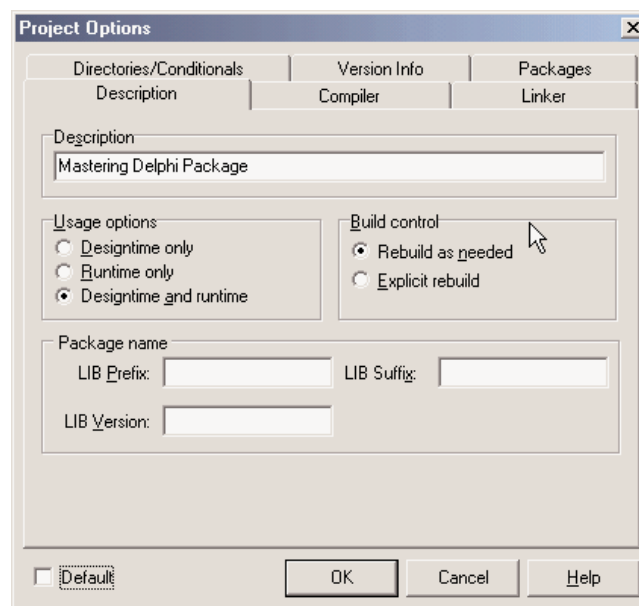 Project Options
Directories/Conditionals Version Info Packages
Description Compiler Linker
Description
Mastering Delphi Package
Usage options
Designtime only
Runtime only
Designtime and runtime
Build control
Rebuild as needed
Explicit rebuild
Package name
LIB Prefix: LIB Suffix:
LIB Version:
Default OK Cancel Help